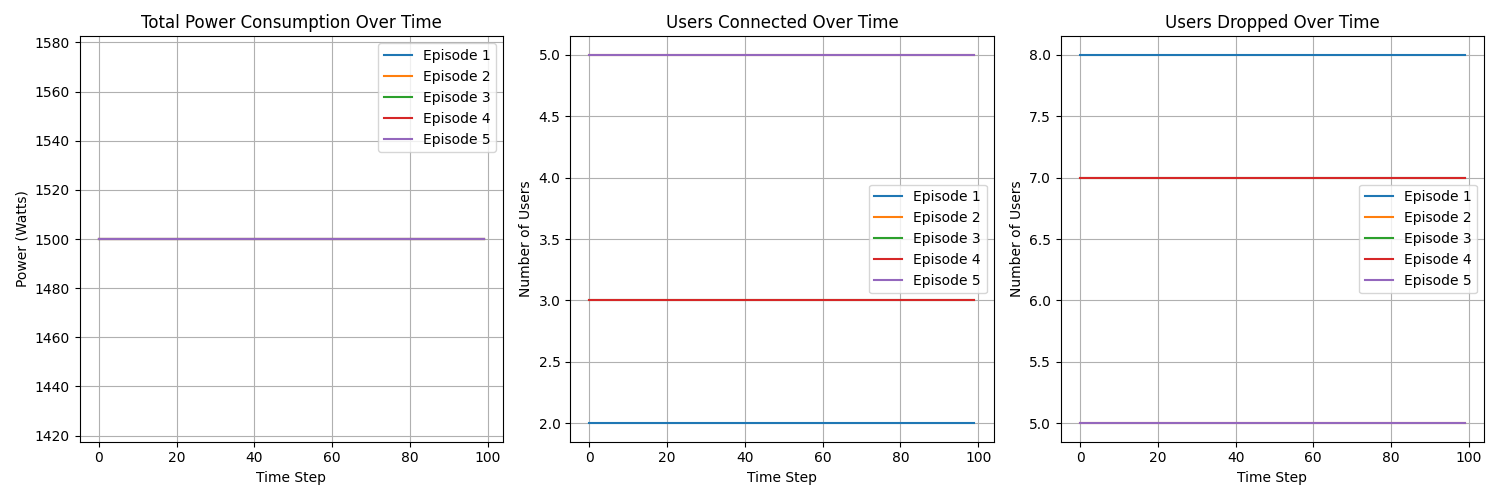 Total Power Consumption Over Time
1580
1560
1540
1520
1500
1480
1460
1440
1420
Power (Watts)
0 20 40 60 80 100
Time Step
Episode 1
Episode 2
Episode 3
Episode 4
Episode 5
Users Connected Over Time
5.0
4.5
4.0
3.5
3.0
2.5
2.0
Number of Users
0 20 40 60 80 100
Time Step
Episode 1
Episode 2
Episode 3
Episode 4
Episode 5
Users Dropped Over Time
8.0
7.5
7.0
6.5
6.0
5.5
5.0
Number of Users
0 20 40 60 80 100
Time Step
Episode 1
Episode 2
Episode 3
Episode 4
Episode 5